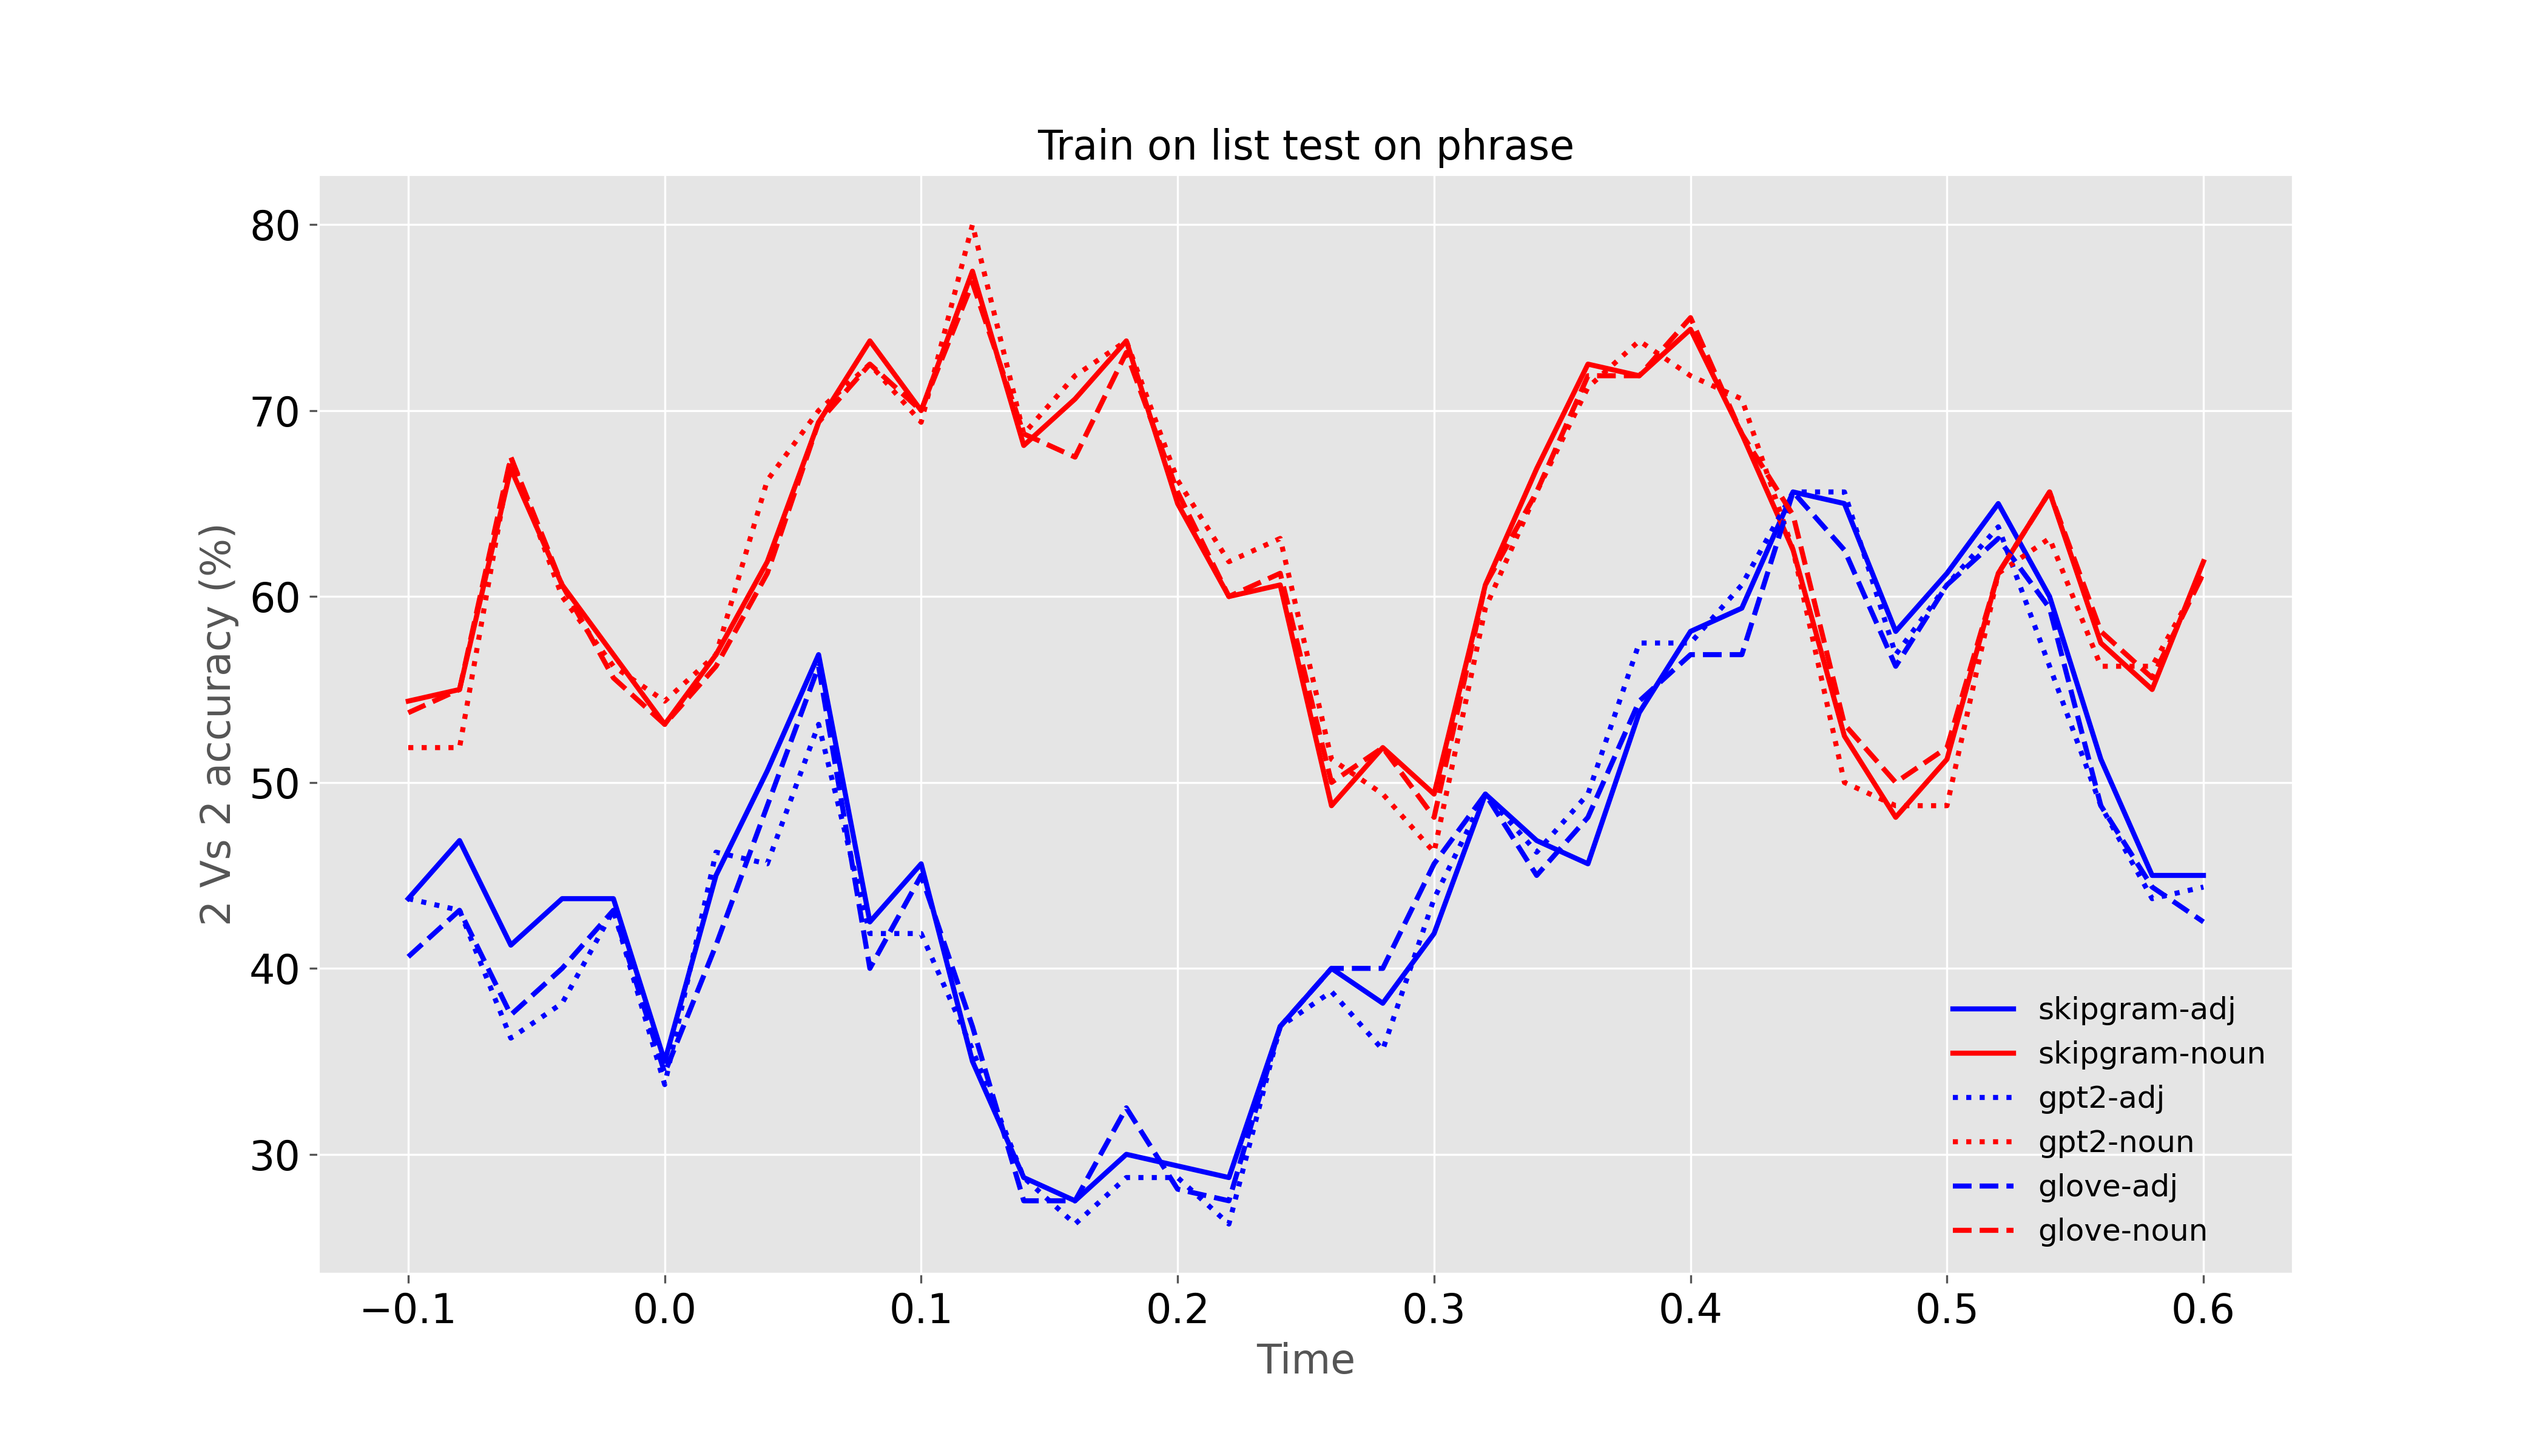 Train on list test on phrase
80
70
60
50
40
30
2 Vs 2 accuracy (%)
−0.1
0.0
0.1
0.2
0.3
0.4
0.5
0.6
Time
skipgram-adj
skipgram-noun
gpt2-adj
gpt2-noun
glove-adj
glove-noun